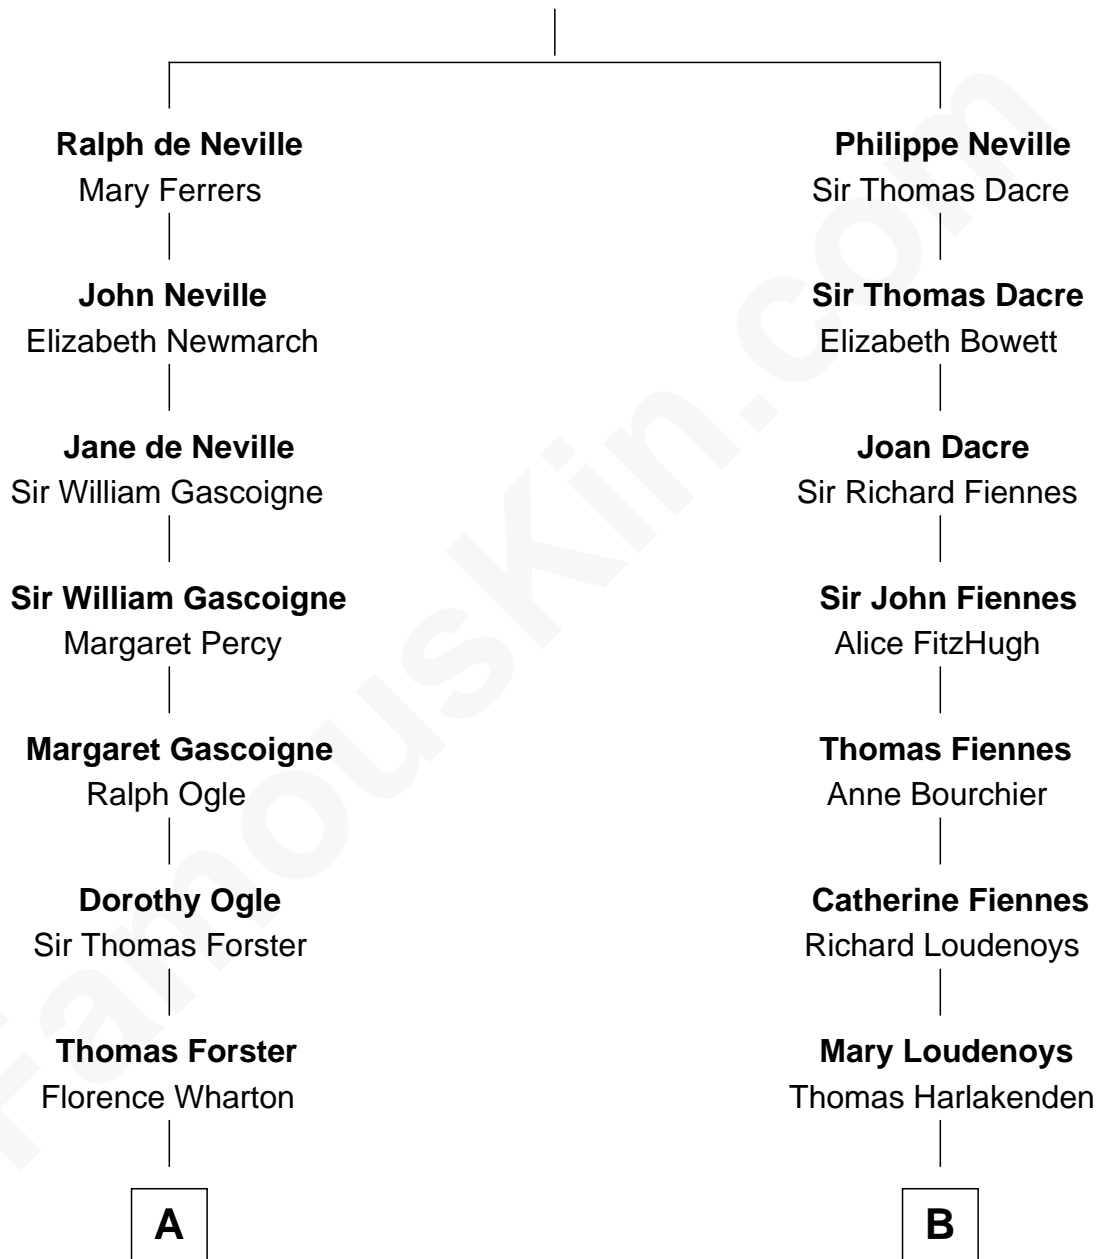 Ralph de Neville
Mary Ferrers
John Neville
Elizabeth Newmarch
Jane de Neville
Sir William Gascoigne
Sir William Gascoigne
Margaret Percy
Margaret Gascoigne
Ralph Ogle
Dorothy Ogle
Sir Thomas Forster
Thomas Forster
Florence Wharton
A
Philippe Neville
Sir Thomas Dacre
Sir Thomas Dacre
Elizabeth Bowett
Joan Dacre
Sir Richard Fiennes
Sir John Fiennes
Alice FitzHugh
Thomas Fiennes
Anne Bourchier
Catherine Fiennes
Richard Loudenoys
Mary Loudenoys
Thomas Harlakenden
B
FamousKin.com